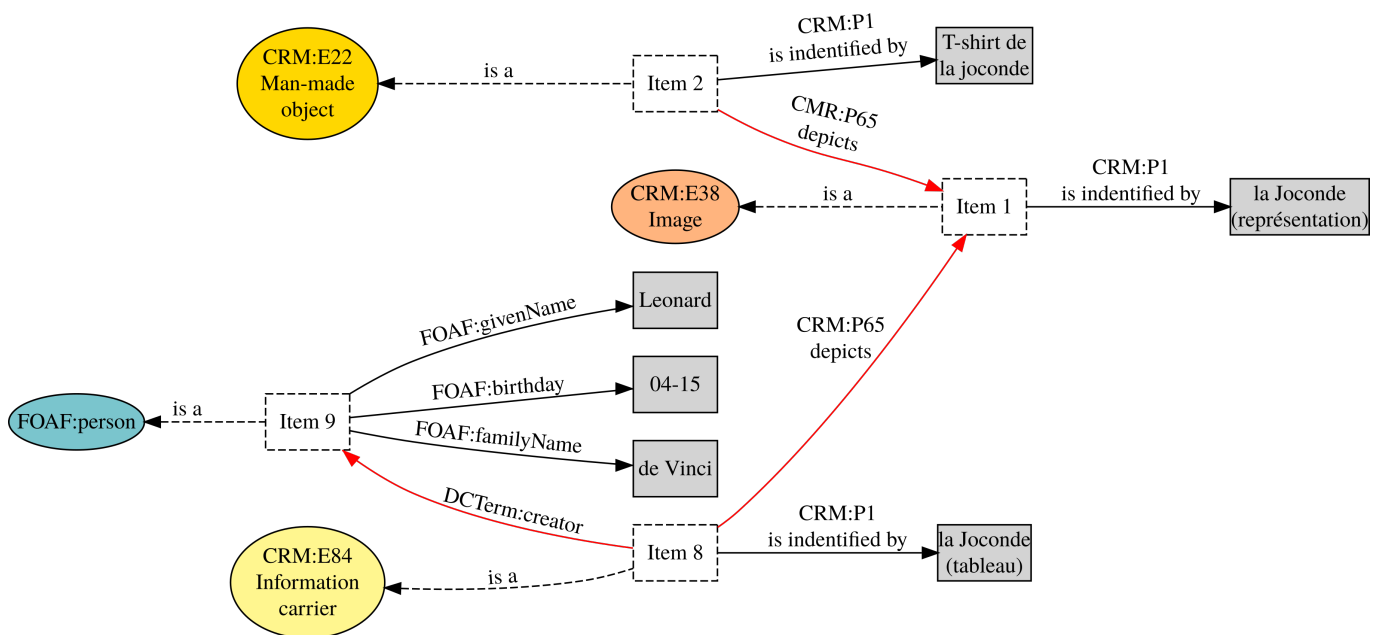 CRM:E22
Man-made
object
is a
Item 2
CRM:P1
is indentified by
T-shirt de
la joconde
CMR:P65
depicts
CRM:E38
Image
is a
Item 1
CRM:P1
is indentified by
la Joconde
(représentation)
FOAF:givenName
Leonard
CRM:P65
depicts
FOAF:person
is a
Item 9
FOAF:birthday
04-15
FOAF:familyName
de Vinci
DCTerm:creator
CRM:E84
Information
carrier
is a
Item 8
CRM:P1
is indentified by
la Joconde
(tableau)